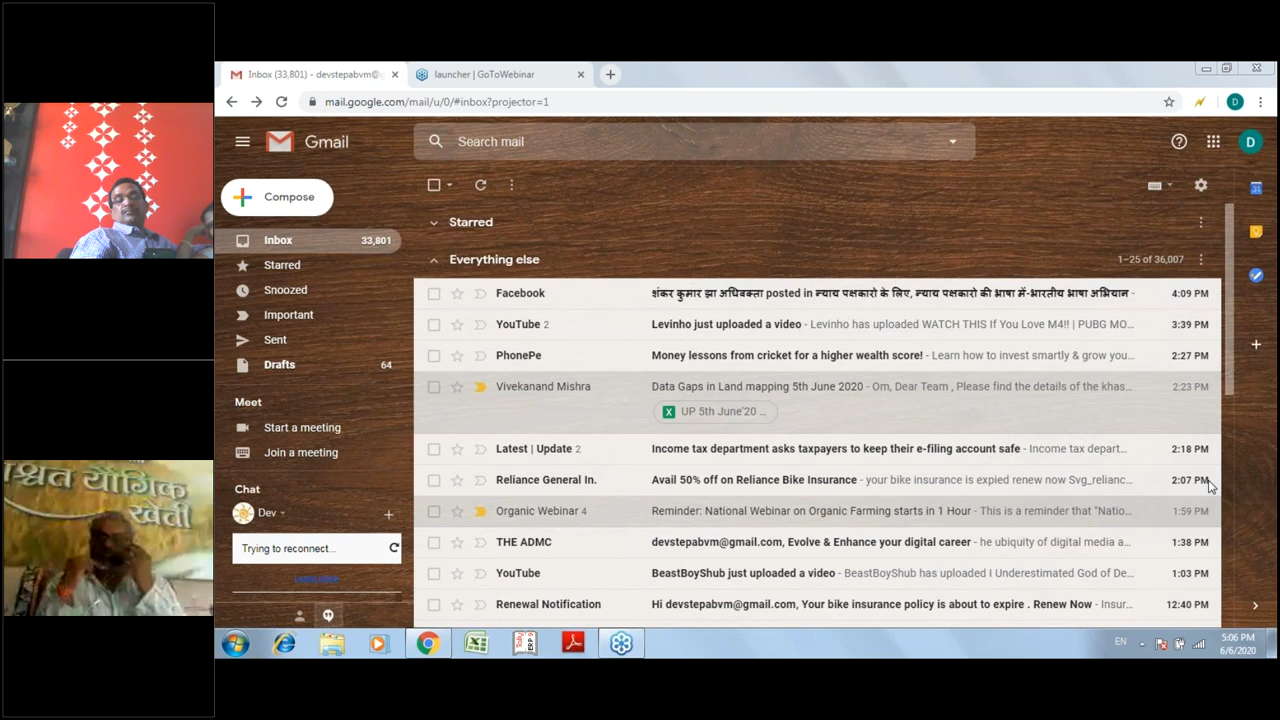 Inbox (33,801) - devstepabvm@g
launcher | GoToWebinar
mail.google.com/mail/u/0/#inbox?projector=1
D
Gmail
Search mail
D
Compose
31
Starred
Inbox 33,801
Everything else
1–25 of 36,007
Starred
Snoozed
Important
Sent
Drafts 64
Meet
Start a meeting
Join a meeting
Chat
Dev
Trying to reconnect...
Facebook शंकर कुमार झा अधिवक्ता posted in न्याय पक्षकारो के लिए, न्याय पक्षकारो की भाषा में-भारतीय भाषा अभियान - 4:09 PM
YouTube 2 Levinho just uploaded a video - Levinho has uploaded WATCH THIS If You Love M4!! | PUBG MO... 3:39 PM
PhonePe Money lessons from cricket for a higher wealth score! - Learn how to invest smartly & grow you... 2:27 PM
Vivekanand Mishra Data Gaps in Land mapping 5th June 2020 - Om, Dear Team , Please find the details of the khas... 2:23 PM
X UP 5th June'20 ...
Latest | Update 2 Income tax department asks taxpayers to keep their e-filing account safe - Income tax depart... 2:18 PM
Reliance General In. Avail 50% off on Reliance Bike Insurance - your bike insurance is expied renew now Svg_relianc... 2:07 PM
Organic Webinar 4 Reminder: National Webinar on Organic Farming starts in 1 Hour - This is a reminder that "Natio... 1:59 PM
THE ADMC devstepabvm@gmail.com, Evolve & Enhance your digital career - he ubiquity of digital media a... 1:38 PM
YouTube BeastBoyShub just uploaded a video - BeastBoyShub has uploaded I Underestimated God of De... 1:03 PM
Renewal Notification Hi devstepabvm@gmail.com, Your bike insurance policy is about to expire . Renew Now - Insur... 12:40 PM
EN
5:06 PM
6/6/2020
यौगिक
खेती